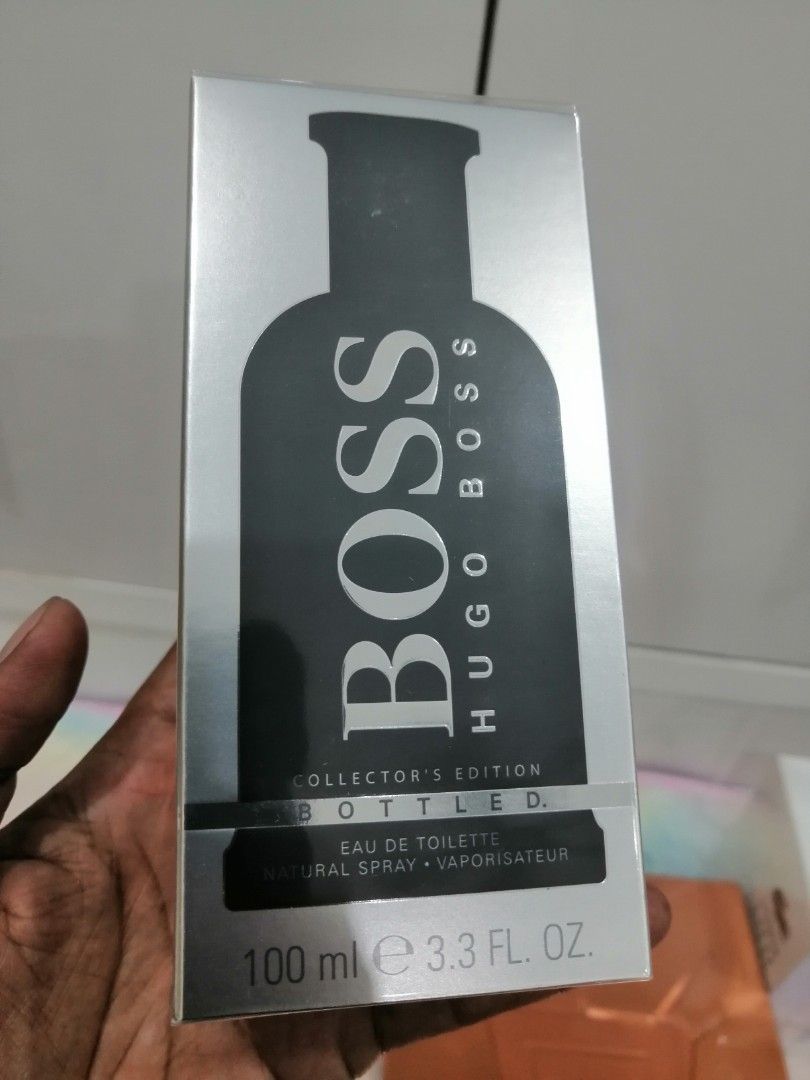 BOSS
HUGO BOSS
COLLECTOR'S EDITION
BOTTLED.
EAU DE TOILETTE
NATURAL SPRAY • VAPORISATEUR
100 ml ℮ 3.3 FL. OZ.